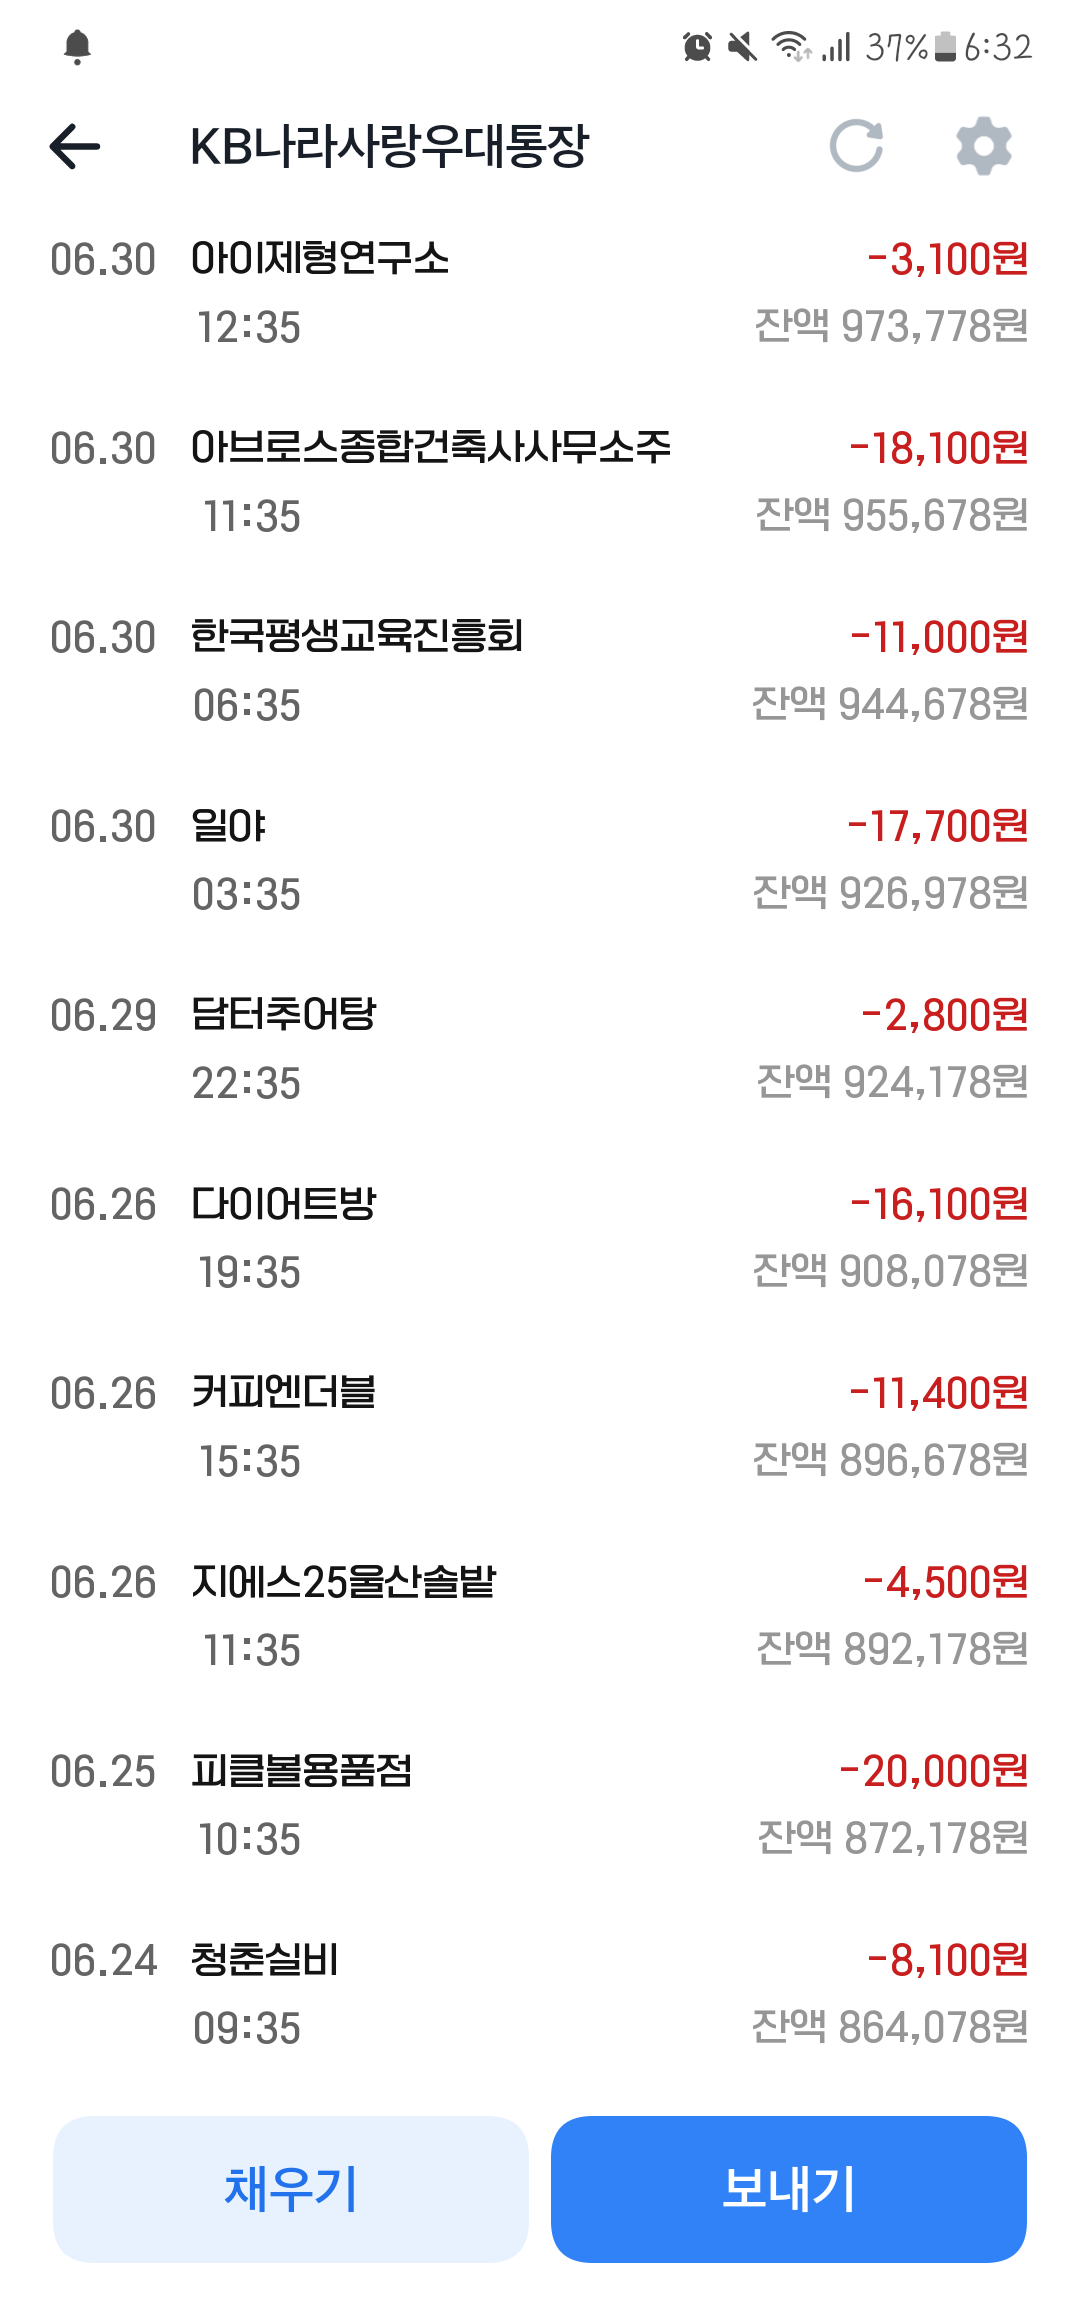 37% 6:32
KB나라사랑우대통장
06.30 아이제형연구소 -3,100원
12:35 잔액 973,778원
06.30 아브로스종합건축사사무소주 -18,100원
11:35 잔액 955,678원
06.30 한국평생교육진흥회 -11,000원
06:35 잔액 944,678원
06.30 일야 -17,700원
03:35 잔액 926,978원
06.29 담터추어탕 -2,800원
22:35 잔액 924,178원
06.26 다이어트방 -16,100원
19:35 잔액 908,078원
06.26 커피엔더블 -11,400원
15:35 잔액 896,678원
06.26 지에스25울산솔밭 -4,500원
11:35 잔액 892,178원
06.25 피클볼용품점 -20,000원
10:35 잔액 872,178원
06.24 청춘실비 -8,100원
09:35 잔액 864,078원
채우기 보내기